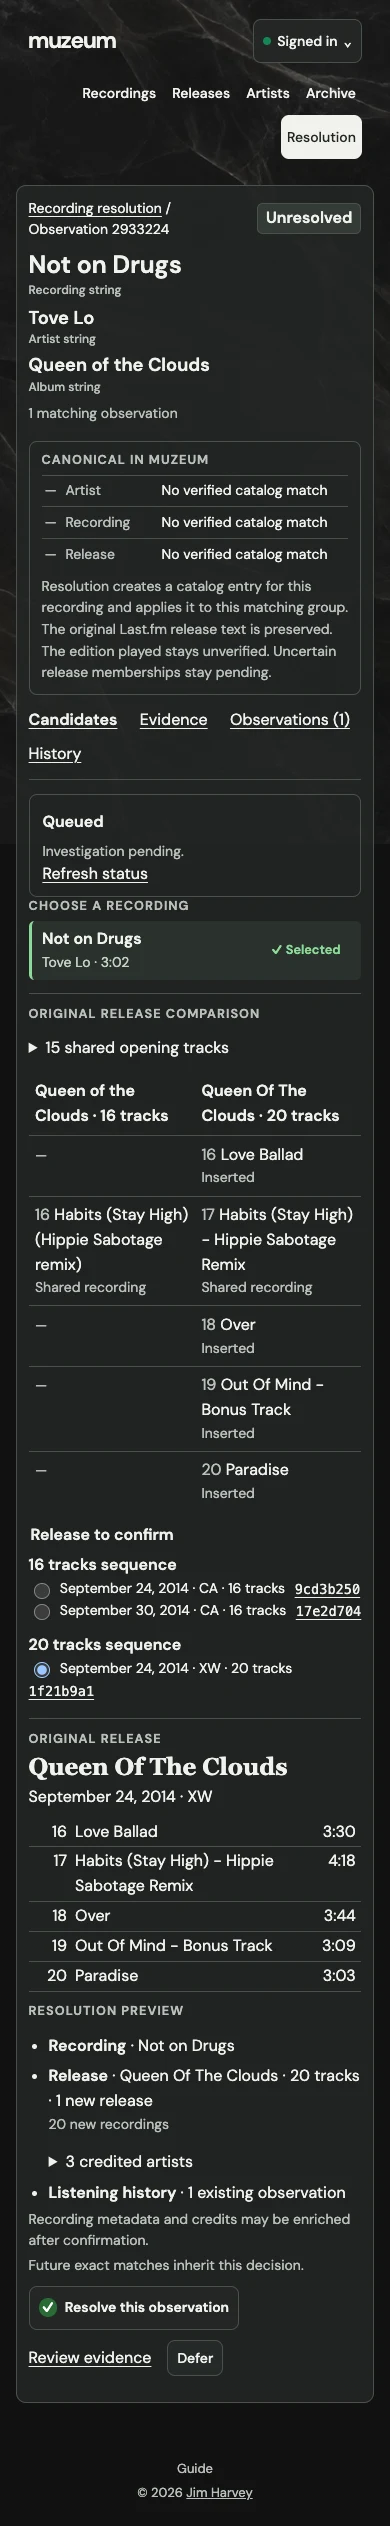 muzeum
Signed in
Recordings Releases Artists Archive
Resolution
Recording resolution /
Observation 2933224
Unresolved
Not on Drugs
Recording string
Tove Lo
Artist string
Queen of the Clouds
Album string
1 matching observation
CANONICAL IN MUZEUM
— Artist No verified catalog match
— Recording No verified catalog match
— Release No verified catalog match
Resolution creates a catalog entry for this
recording and applies it to this matching group.
The original Last.fm release text is preserved.
The edition played stays unverified. Uncertain
release memberships stay pending.
Candidates Evidence Observations (1)
History
Queued
Investigation pending.
Refresh status
CHOOSE A RECORDING
Not on Drugs
Tove Lo · 3:02
✓ Selected
ORIGINAL RELEASE COMPARISON
▶ 15 shared opening tracks
Queen of the
Clouds · 16 tracks
Queen Of The
Clouds · 20 tracks
—
16 Love Ballad
Inserted
16 Habits (Stay High)
(Hippie Sabotage
remix)
Shared recording
17 Habits (Stay High)
- Hippie Sabotage
Remix
Shared recording
—
18 Over
Inserted
—
19 Out Of Mind -
Bonus Track
Inserted
—
20 Paradise
Inserted
Release to confirm
16 tracks sequence
September 24, 2014 · CA · 16 tracks 9cd3b250
September 30, 2014 · CA · 16 tracks 17e2d704
20 tracks sequence
September 24, 2014 · XW · 20 tracks
1f21b9a1
ORIGINAL RELEASE
Queen Of The Clouds
September 24, 2014 · XW
16 Love Ballad 3:30
17 Habits (Stay High) - Hippie 4:18
Sabotage Remix
18 Over 3:44
19 Out Of Mind - Bonus Track 3:09
20 Paradise 3:03
RESOLUTION PREVIEW
• Recording · Not on Drugs
• Release · Queen Of The Clouds · 20 tracks
· 1 new release
20 new recordings
▶ 3 credited artists
• Listening history · 1 existing observation
Recording metadata and credits may be enriched
after confirmation.
Future exact matches inherit this decision.
Resolve this observation
Review evidence Defer
Guide
© 2026 Jim Harvey